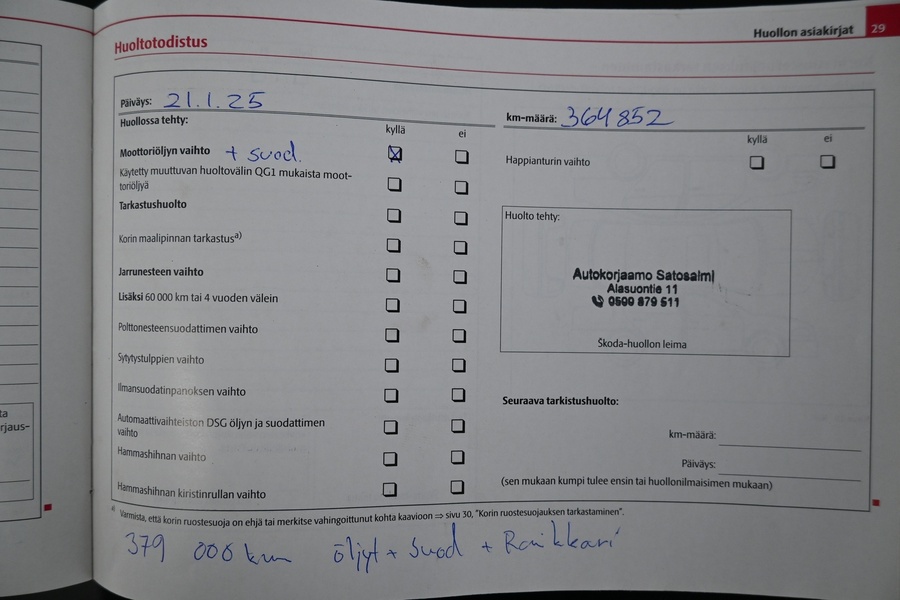 Huollon asiakirjat 29
Huoltotodistus
Päiväys: 21.1.25
km-määrä: 364852
Huollossa tehty:
kyllä ei
Moottoriöljyn vaihto + suod.
Käytetty muuttuvan huoltovälin QG1 mukaista moot-
toriöljyä
Tarkastushuolto
Korin maalipinnan tarkastusa)
Jarrunesteen vaihto
Lisäksi 60 000 km tai 4 vuoden välein
Polttonesteensuodattimen vaihto
Sytytystulppien vaihto
Ilmansuodatinpanoksen vaihto
Automaattivaihteiston DSG öljyn ja suodattimen
vaihto
Hammashihnan vaihto
Hammashihnan kiristinrullan vaihto
kyllä ei
Happianturin vaihto
Huolto tehty:
Autokorjaamo Satosalmi
Alasuontie 11
0500 879 511
Škoda-huollon leima
Seuraava tarkistushuolto:
km-määrä:
Päiväys:
(sen mukaan kumpi tulee ensin tai huollonilmaisimen mukaan)
a) Varmista, että korin ruostesuoja on ehjä tai merkitse vahingoittunut kohta kaavioon ⇒ sivu 30, "Korin ruostesuojauksen tarkastaminen".
379 000 km öljyt + suod + Raikkari
ta
rjaus-